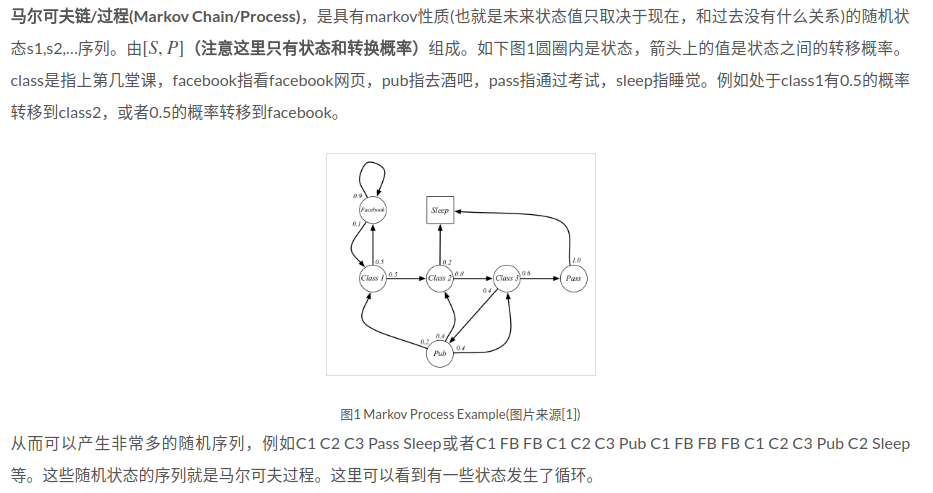 马尔可夫链/过程(Markov Chain/Process)，是具有markov性质(也就是未来状态值只取决于现在，和过去没有什么关系)的随机状
态s1,s2,...序列。由[S, P]（注意这里只有状态和转换概率）组成。如下图1圆圈内是状态，箭头上的值是状态之间的转移概率。
class是指上第几堂课，facebook指看facebook网页，pub指去酒吧，pass指通过考试，sleep指睡觉。例如处于class1有0.5的概率
转移到class2，或者0.5的概率转移到facebook。
0.9
Facebook
Sleep
0.1
0.5
0.2
1.0
Class 1
0.5
Class 2
0.8
Class 3
0.6
Pass
0.4
0.2
0.4
Pub
0.4
图1 Markov Process Example(图片来源[1])
从而可以产生非常多的随机序列，例如C1 C2 C3 Pass Sleep或者C1 FB FB C1 C2 C3 Pub C1 FB FB FB C1 C2 C3 Pub C2 Sleep
等。这些随机状态的序列就是马尔可夫过程。这里可以看到有一些状态发生了循环。